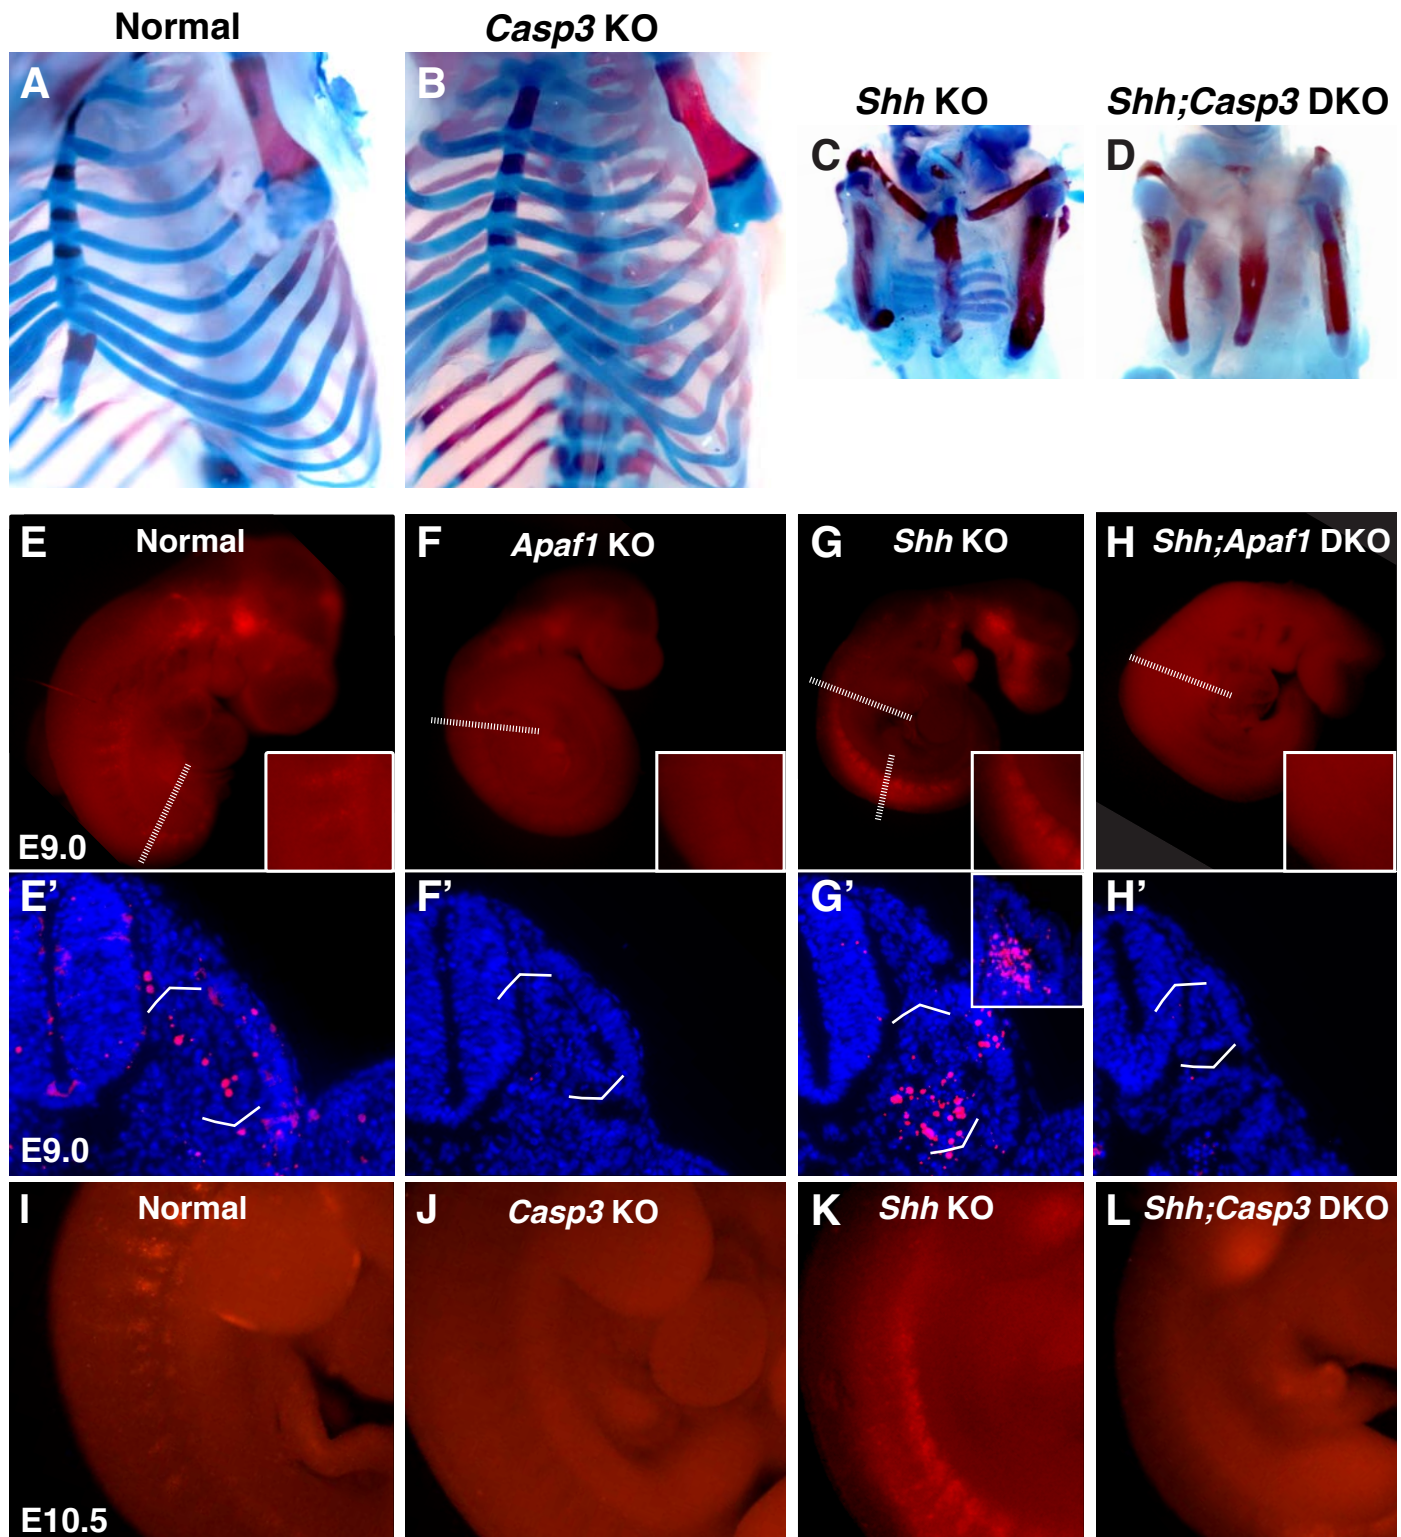 Normal
Casp3 KO
Shh KO
Shh;Casp3 DKO
A
B
C
D
E Normal
F Apaf1 KO
G Shh KO
H Shh;Apaf1 DKO
E9.0
E’
F’
G’
H’
E9.0
I Normal
J Casp3 KO
K Shh KO
L Shh;Casp3 DKO
E10.5